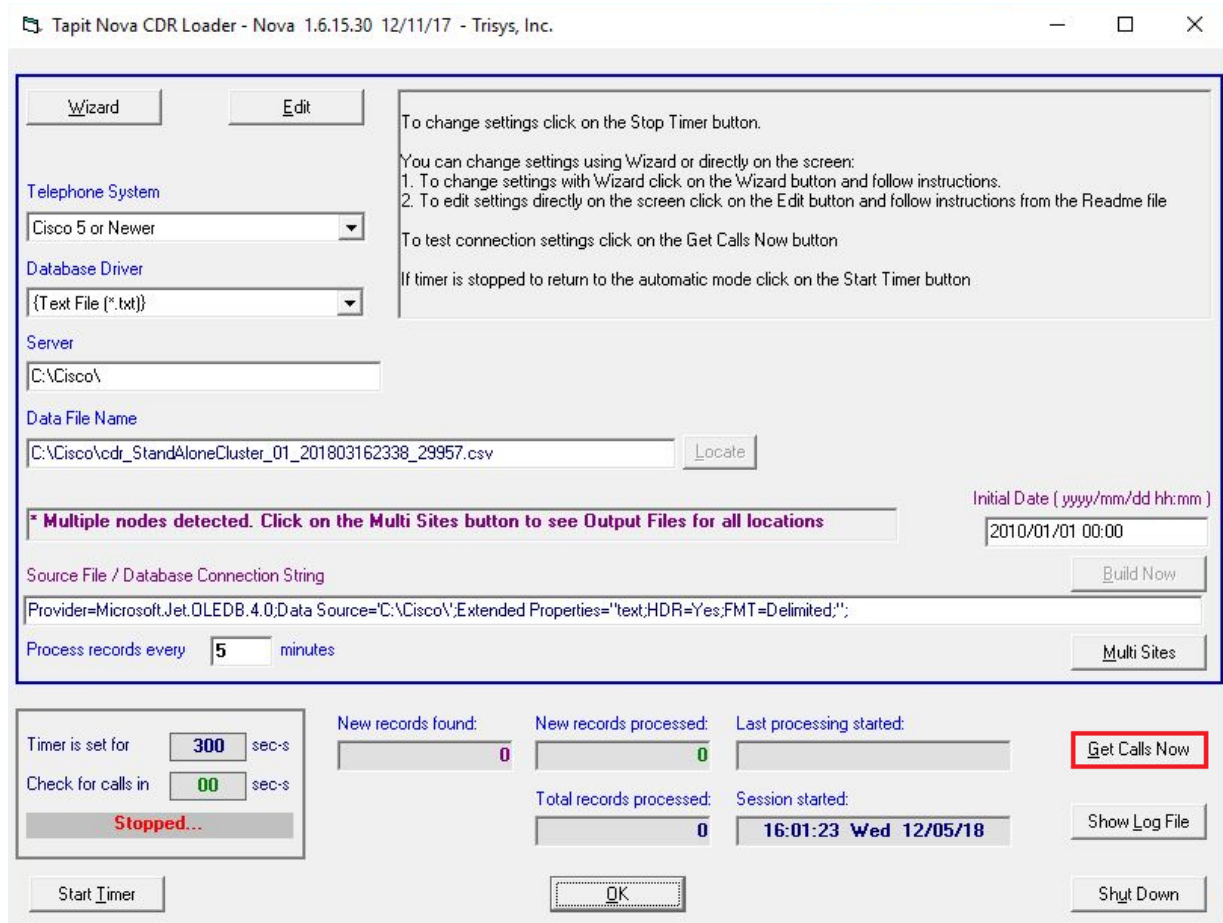 Tapit Nova CDR Loader - Nova 1.6.15.30 12/11/17 - Trisys, Inc.
Wizard
Edit
To change settings click on the Stop Timer button.
You can change settings using Wizard or directly on the screen:
1. To change settings with Wizard click on the Wizard button and follow instructions.
2. To edit settings directly on the screen click on the Edit button and follow instructions from the Readme file
To test connection settings click on the Get Calls Now button
If timer is stopped to return to the automatic mode click on the Start Timer button
Telephone System
Cisco 5 or Newer
Database Driver
{Text File (*.txt)}
Server
C:\Cisco\
Data File Name
C:\Cisco\cdr_StandAloneCluster_01_201803162338_29957.csv
Locate
Initial Date ( yyyy/mm/dd hh:mm )
* Multiple nodes detected. Click on the Multi Sites button to see Output Files for all locations
2010/01/01 00:00
Source File / Database Connection String
Build Now
Provider=Microsoft.Jet.OLEDB.4.0;Data Source='C:\Cisco\';Extended Properties="text;HDR=Yes;FMT=Delimited;";
Process records every 5 minutes
Multi Sites
Timer is set for 300 sec-s
Check for calls in 00 sec-s
Stopped...
New records found:
0
New records processed:
0
Last processing started:
Get Calls Now
Total records processed:
0
Session started:
16:01:23 Wed 12/05/18
Show Log File
Start Timer
OK
Shut Down